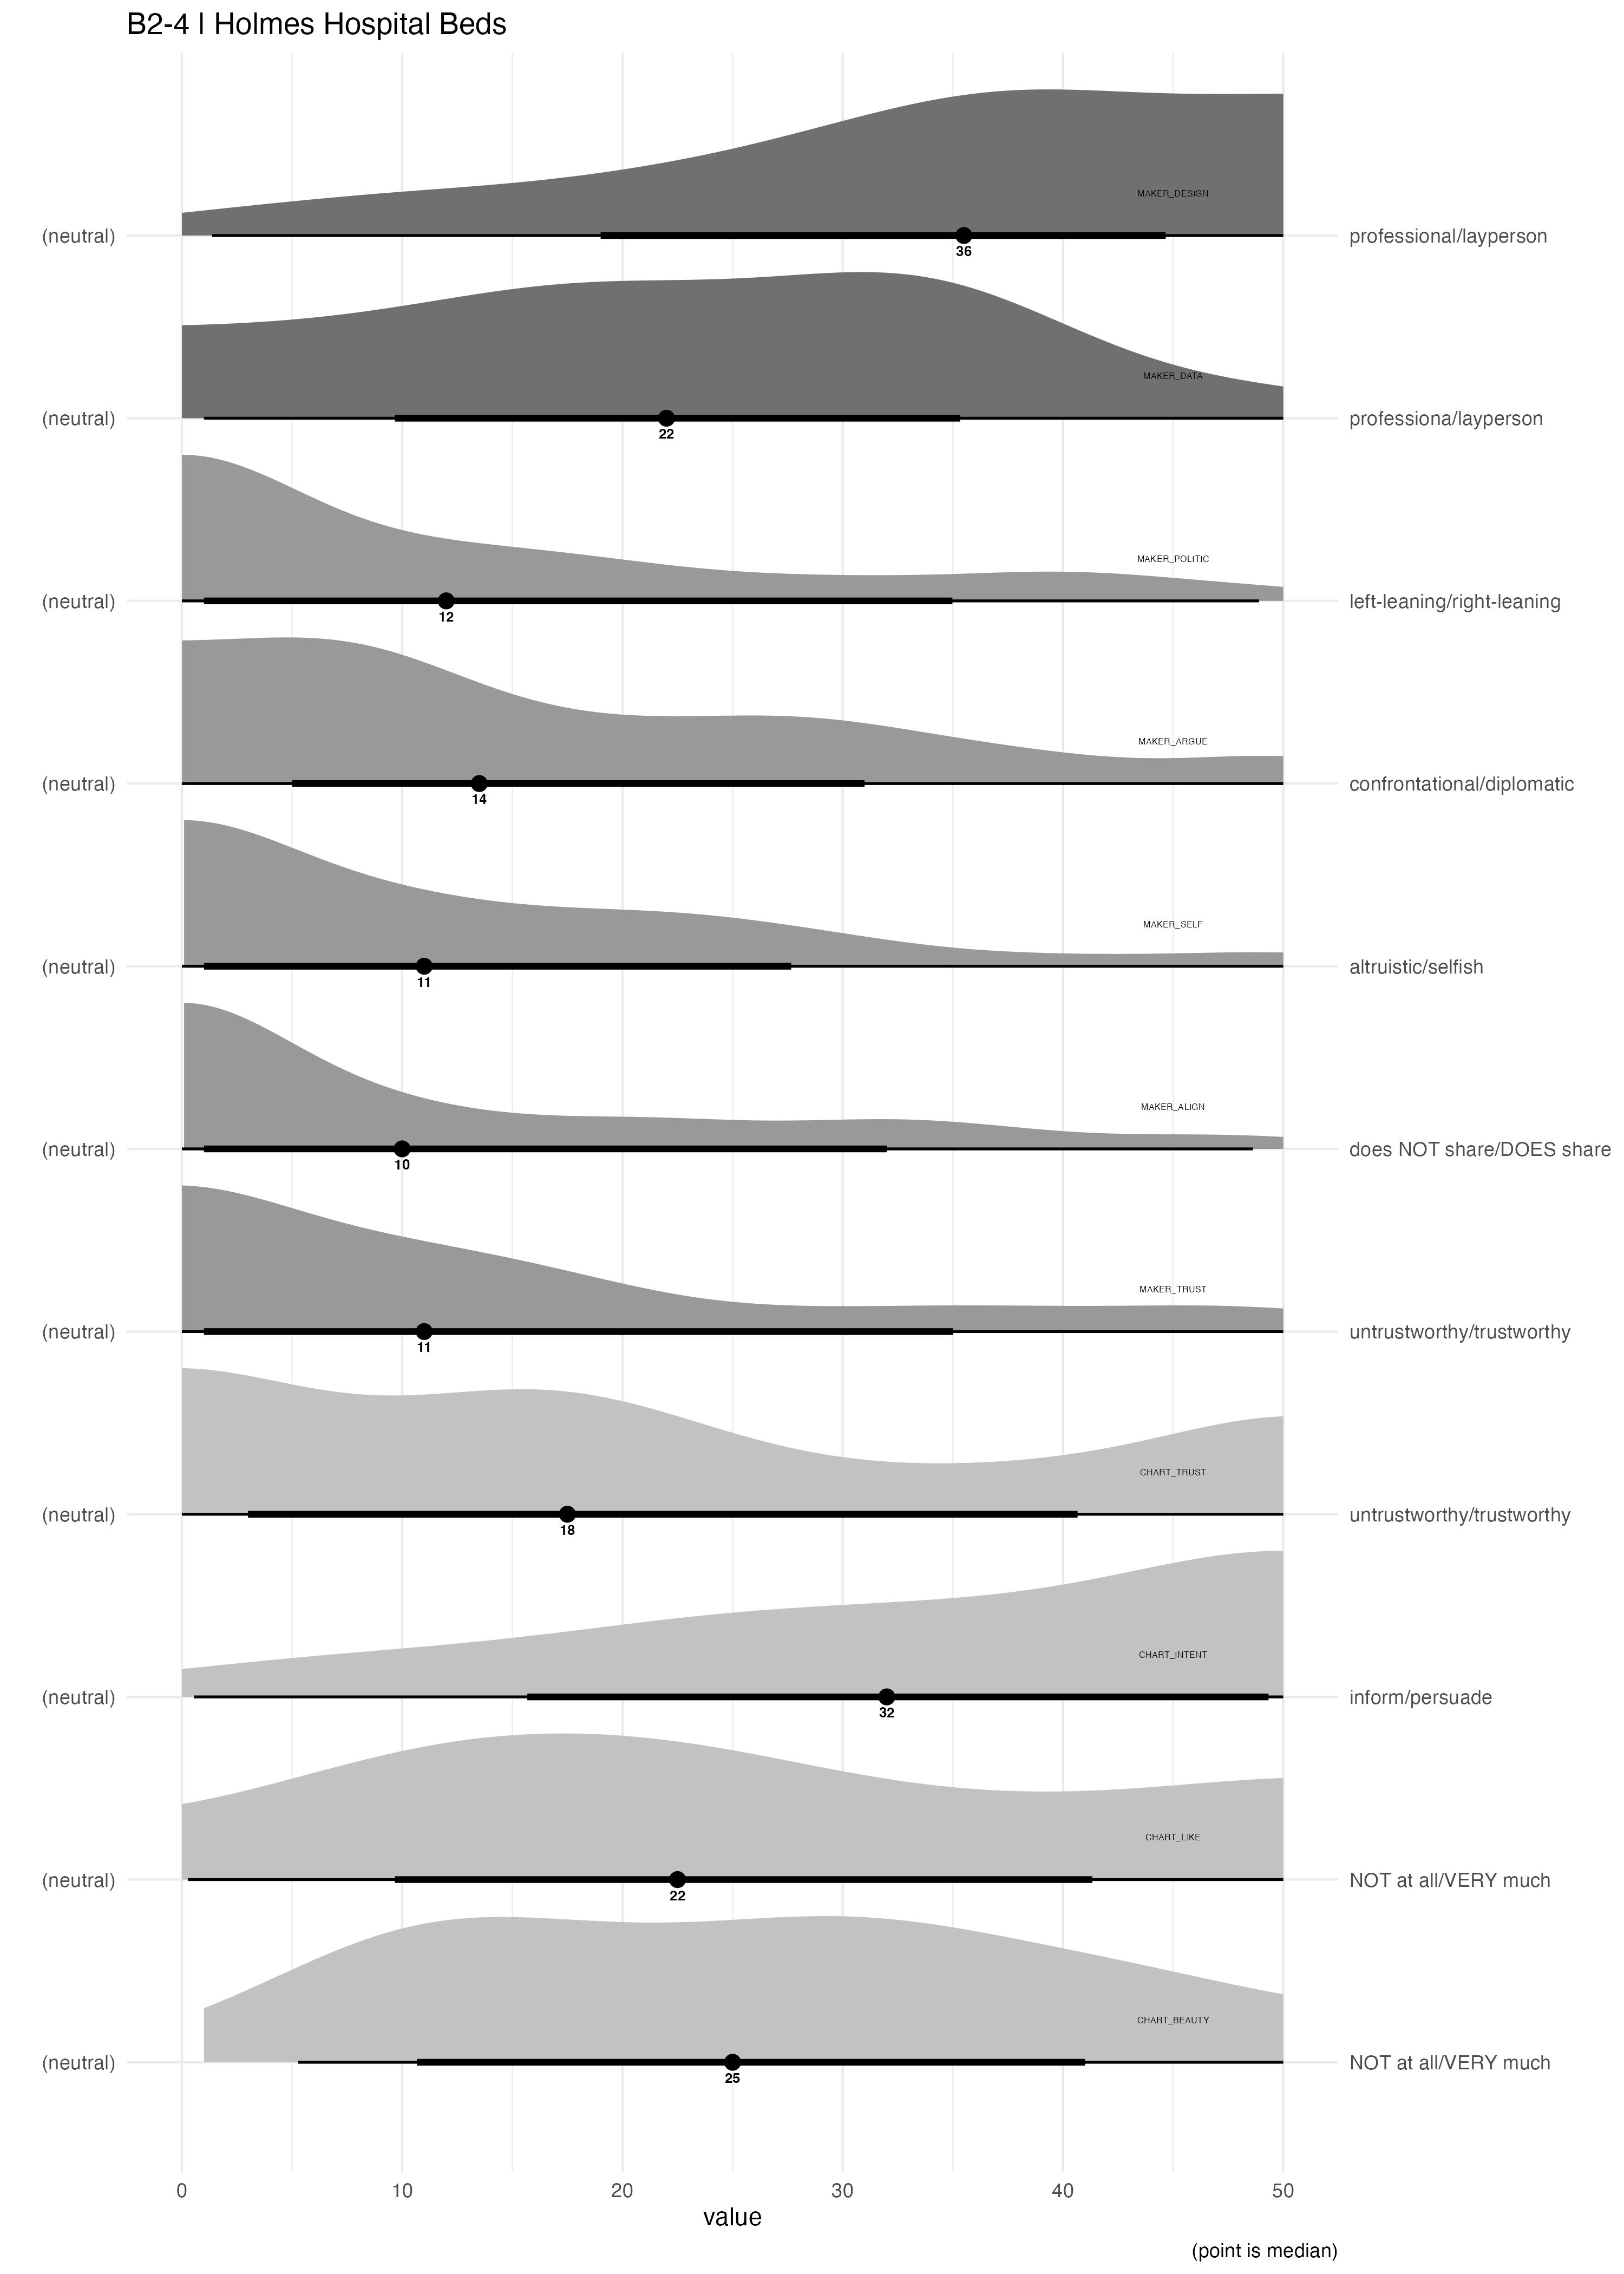 B2-4 | Holmes Hospital Beds
MAKER_DESIGN
(neutral)
professional/layperson
36
MAKER_DATA
(neutral)
professiona/layperson
22
MAKER_POLITIC
(neutral)
left-leaning/right-leaning
12
MAKER_ARGUE
(neutral)
confrontational/diplomatic
14
MAKER_SELF
(neutral)
altruistic/selfish
11
MAKER_ALIGN
(neutral)
does NOT share/DOES share
10
MAKER_TRUST
(neutral)
untrustworthy/trustworthy
11
CHART_TRUST
(neutral)
untrustworthy/trustworthy
18
CHART_INTENT
(neutral)
inform/persuade
32
CHART_LIKE
(neutral)
NOT at all/VERY much
22
CHART_BEAUTY
(neutral)
NOT at all/VERY much
25
0 10 20 30 40 50
value
(point is median)